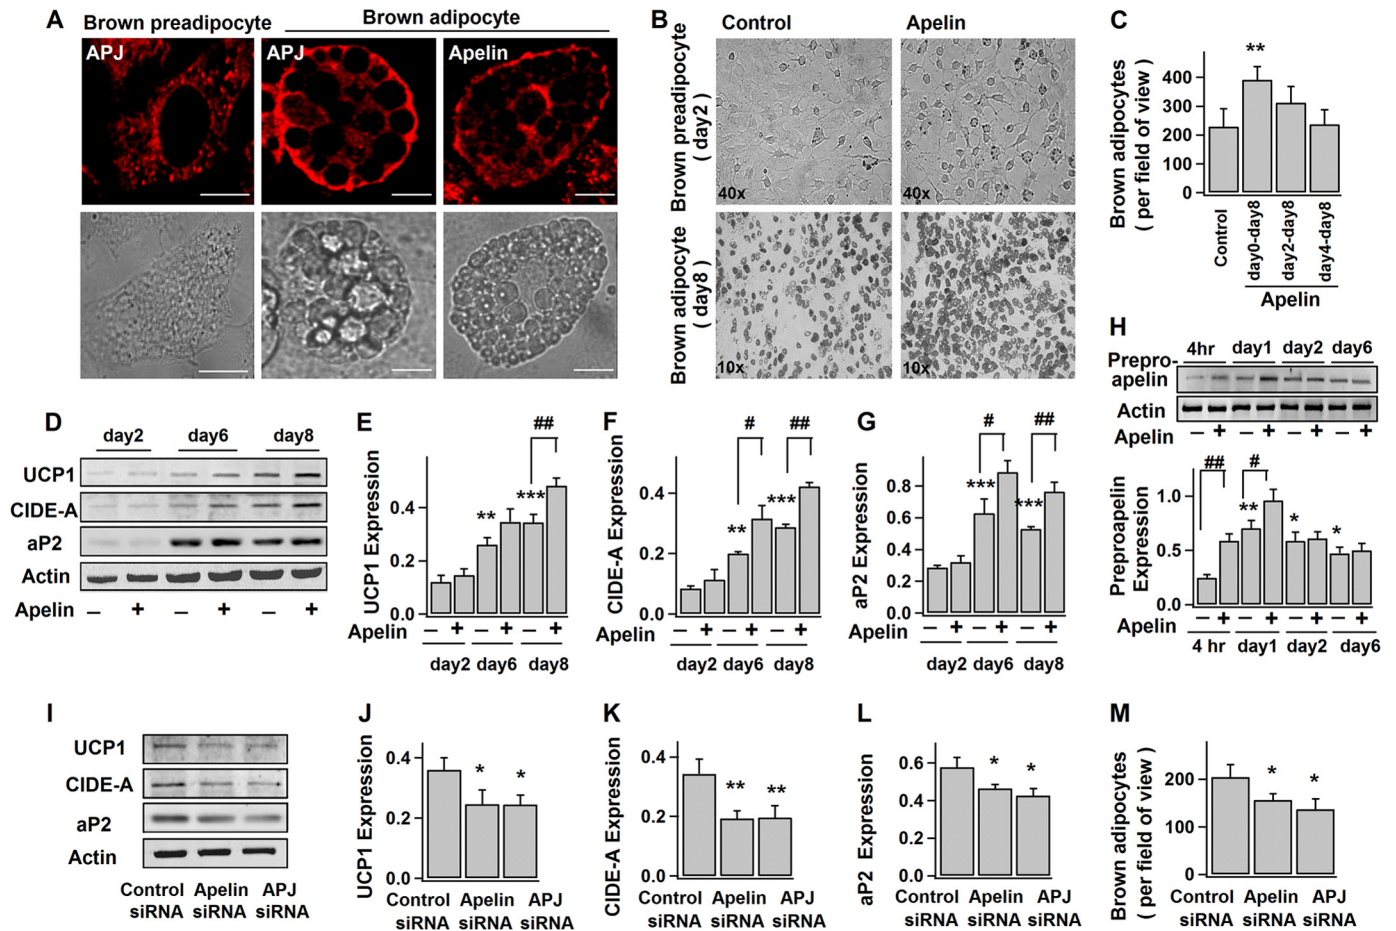 A
Brown preadipocyte
Brown adipocyte
APJ
APJ
Apelin
B
Control
Apelin
Brown preadipocyte
( day2)
40x
40x
Brown adipocyte
(day8)
10x
10x
C
Brown adipocytes
( per field of view)
400
300
200
100
0
**
Control
day0-day8
day2-day8
day4-day8
Apelin
D
day2
day6
day8
UCP1
CIDE-A
aP2
Actin
Apelin – + – + – +
E
UCP1 Expression
0.4
0.2
0.0
**
***
##
Apelin – + – + – +
day2 day6 day8
F
CIDE-A Expression
0.4
0.2
0.0
**
#
***
##
Apelin – + – + – +
day2 day6 day8
G
aP2 Expression
0.8
0.6
0.4
0.2
0.0
***
#
***
##
Apelin – + – + – +
day2 day6 day8
H
4hr day1 day2 day6
Prepro-
apelin
Actin
Apelin – + – + – + – +
Preproapelin
Expression
1.0
0.5
0.0
##
#
**
*
*
Apelin – + – + – + – +
4 hr day1 day2 day6
I
UCP1
CIDE-A
aP2
Actin
Control Apelin APJ
siRNA siRNA siRNA
J
UCP1 Expression
0.4
0.2
0.0
* *
Control Apelin APJ
siRNA siRNA siRNA
K
CIDE-A Expression
0.4
0.2
0.0
** **
Control Apelin APJ
siRNA siRNA siRNA
L
aP2 Expression
0.6
0.4
0.2
0.0
* *
Control Apelin APJ
siRNA siRNA siRNA
M
Brown adipocytes
( per field of view)
200
100
0
* *
Control Apelin APJ
siRNA siRNA siRNA